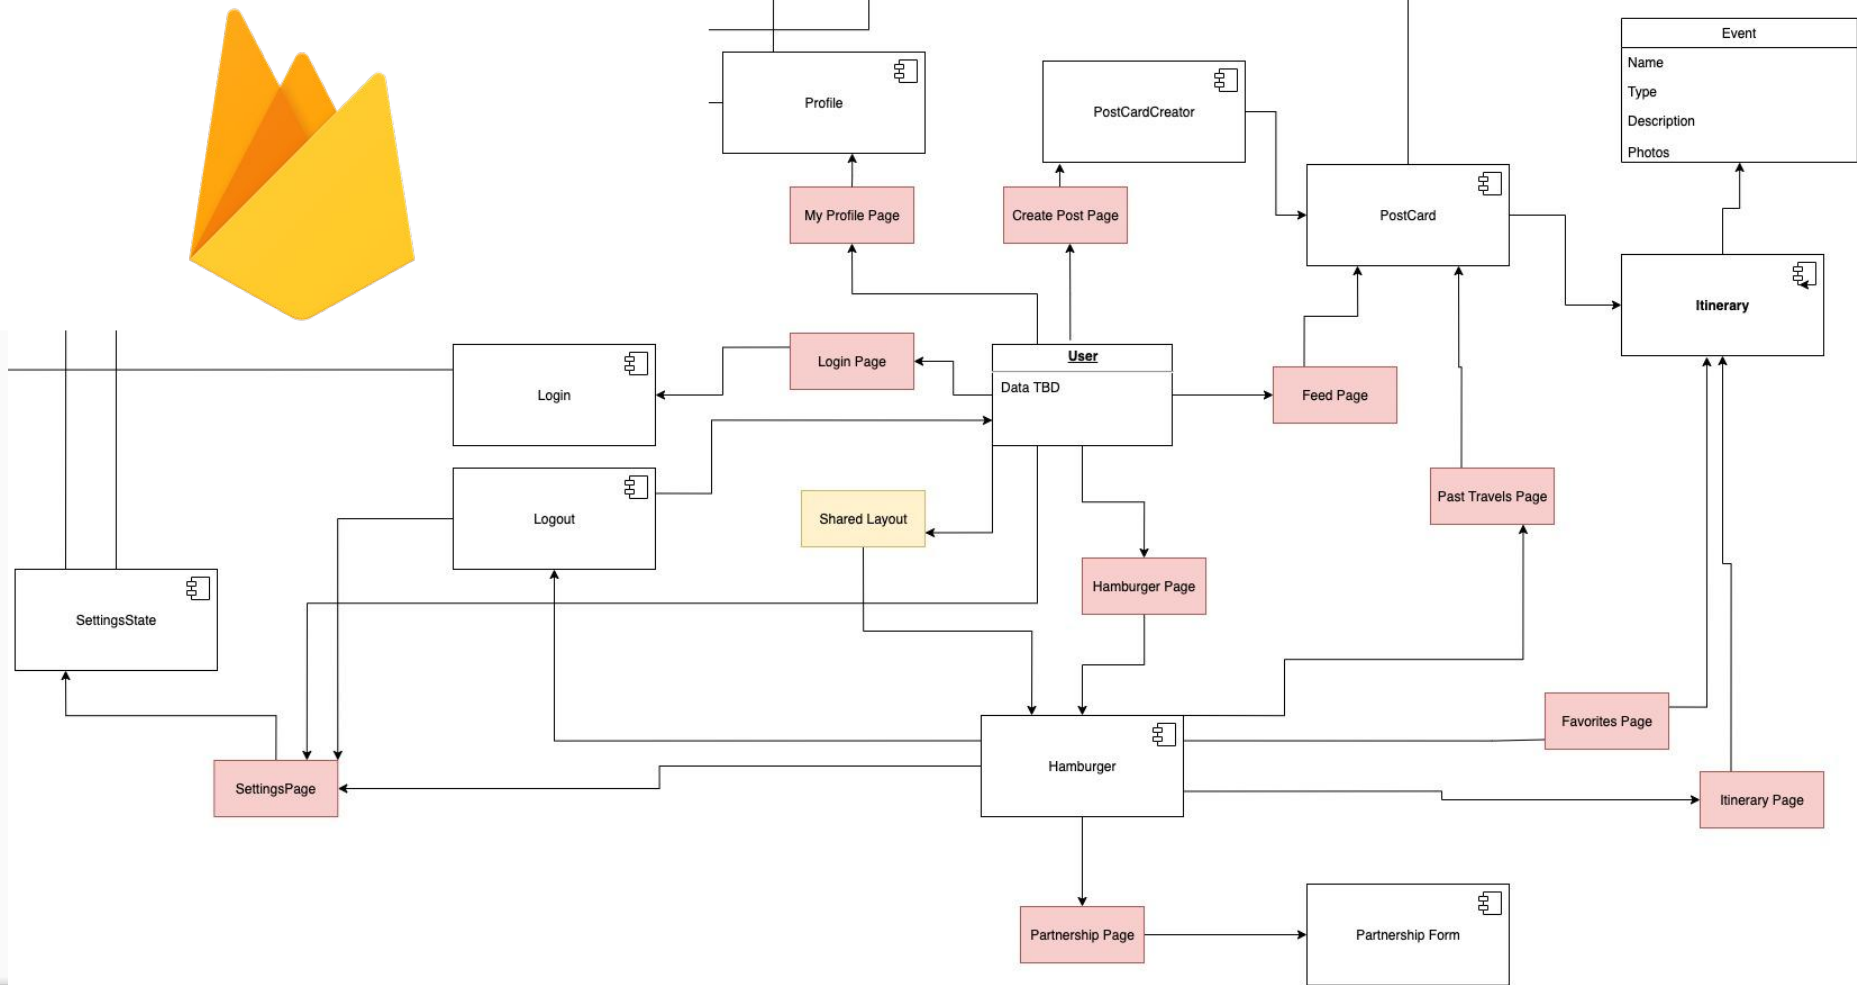 Event
Name
Type
Description
Photos
Profile
PostCardCreator
My Profile Page
Create Post Page
PostCard
Itinerary
User
Data TBD
Login Page
Login
Feed Page
Past Travels Page
Logout
Shared Layout
Hamburger Page
SettingsState
Favorites Page
Hamburger
SettingsPage
Itinerary Page
Partnership Page
Partnership Form